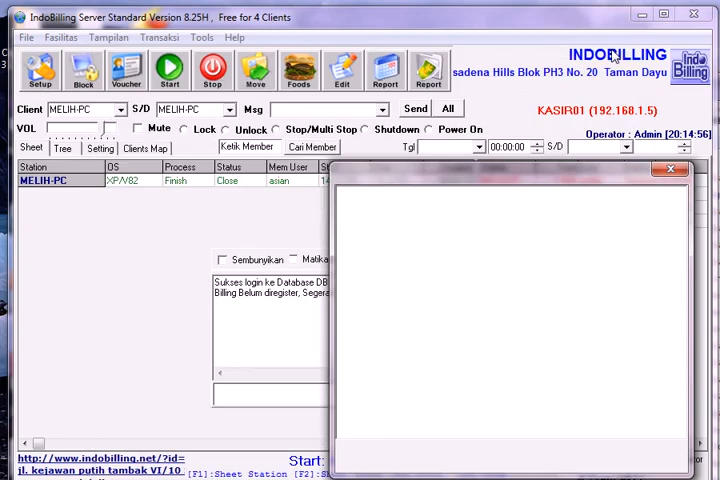 IndoBilling Server Standard Version 8.25H , Free for 4 Clients
File Fasilitas Tampilan Transaksi Tools Help
INDOBILLING
sadena Hills Blok PH3 No. 20 Taman Dayu
Indo Billing
Setup Block Voucher Start Stop Move Foods Edit Report Report
Client MELIH-PC S/D MELIH-PC Msg Send All
KASIR01 (192.168.1.5)
VOL Mute Lock Unlock Stop/Multi Stop Shutdown Power On
Operator : Admin [20:14:56]
Sheet Tree Setting Clients Map Ketik Member Cari Member Tgl 00:00:00 S/D
Station OS Process Status Mem User
MELIH-PC XP/V82 Finish Close asian
Sembunyikan Matika
Sukses login ke Database DB
Billing Belum diregister, Segera
http://www.indobilling.net/?id=
jl. kejawan putih tambak VI/10
Start:
[F1]:Sheet Station [F2]:S